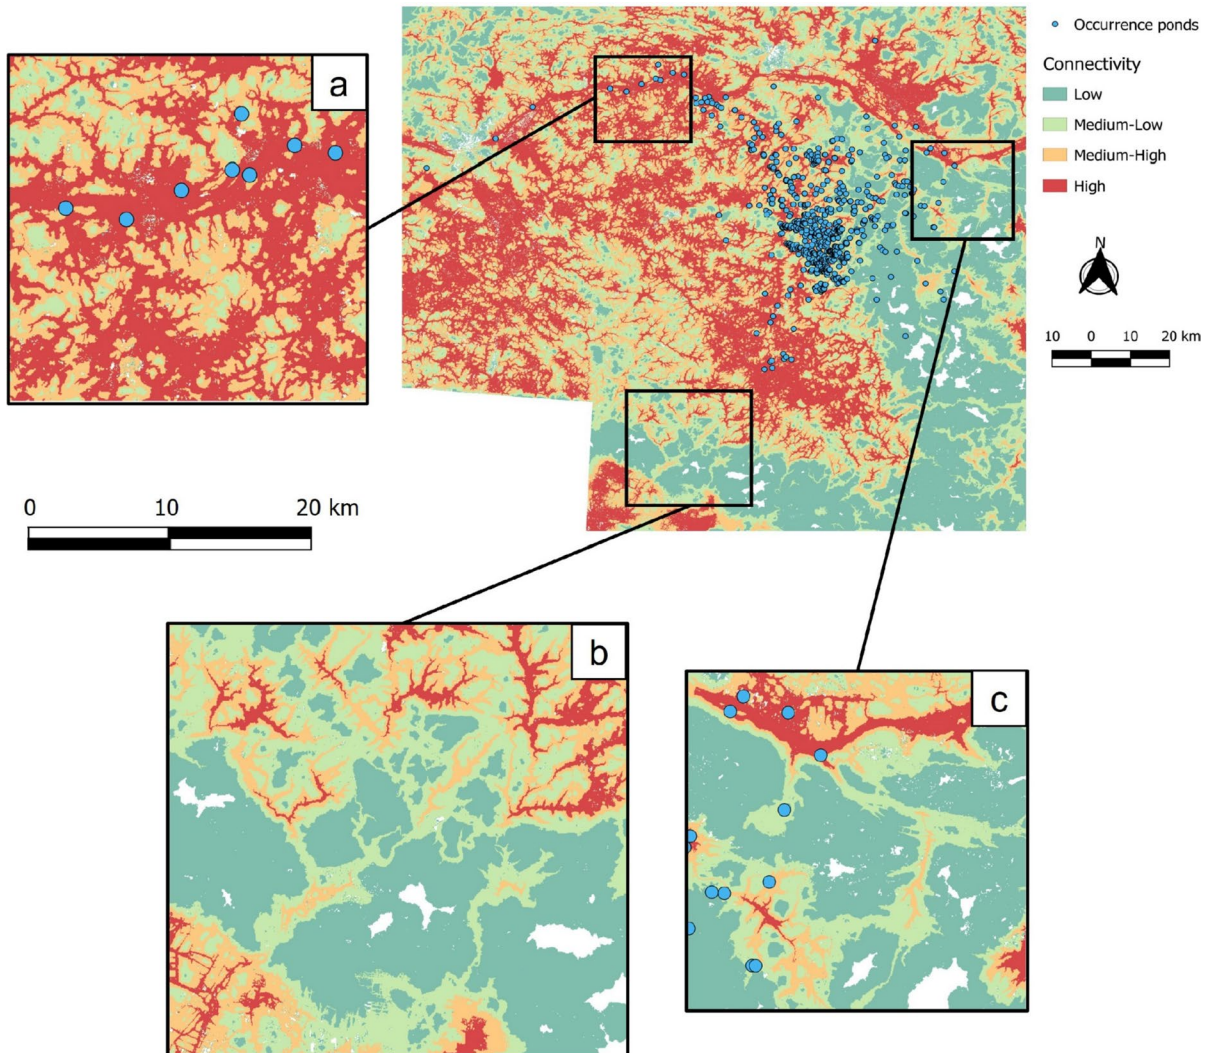 a
Occurrence ponds
Connectivity
Low
Medium-Low
Medium-High
High
N
10 0 10 20 km
0 10 20 km
b
c